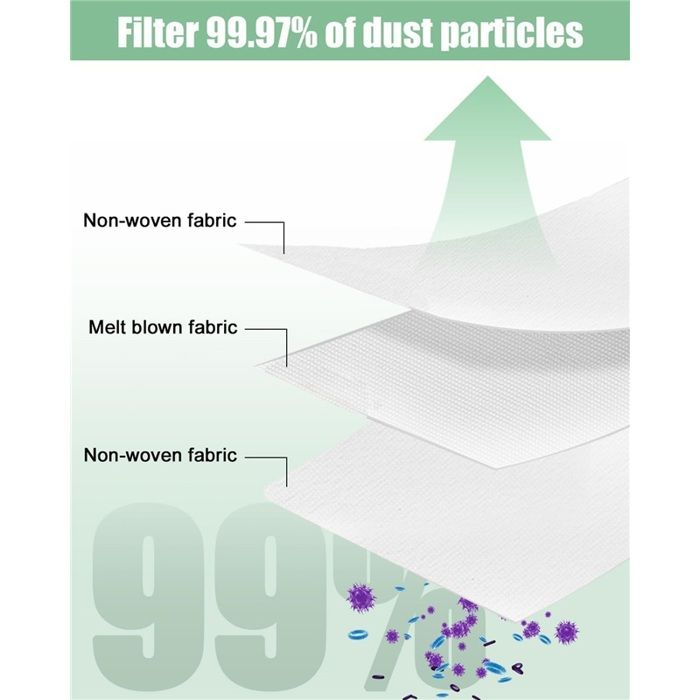 Filter 99.97% of dust particles
Non-woven fabric
Melt blown fabric
Non-woven fabric
99%